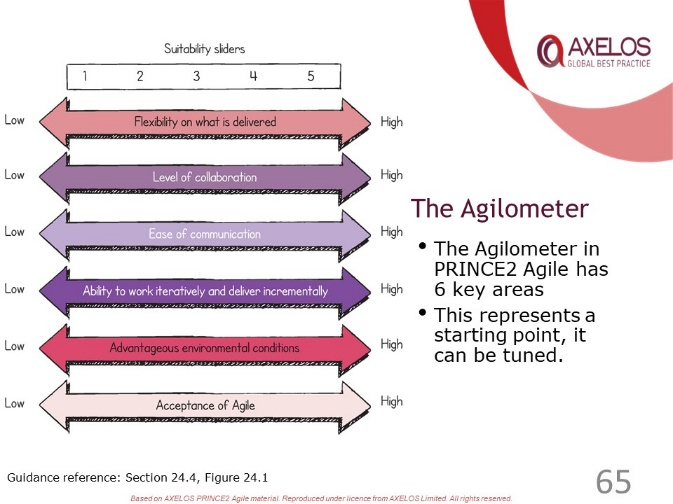 Suitability sliders
1 2 3 4 5
Low Flexibility on what is delivered High
Low Level of collaboration High
Low Ease of communication High
Low Ability to work iteratively and deliver incrementally High
Low Advantageous environmental conditions High
Low Acceptance of Agile High
AXELOS
GLOBAL BEST PRACTICE
The Agilometer
• The Agilometer in
PRINCE2 Agile has
6 key areas
• This represents a
starting point, it
can be tuned.
Guidance reference: Section 24.4, Figure 24.1
65
Based on AXELOS PRINCE2 Agile material. Reproduced under licence from AXELOS Limited. All rights reserved.